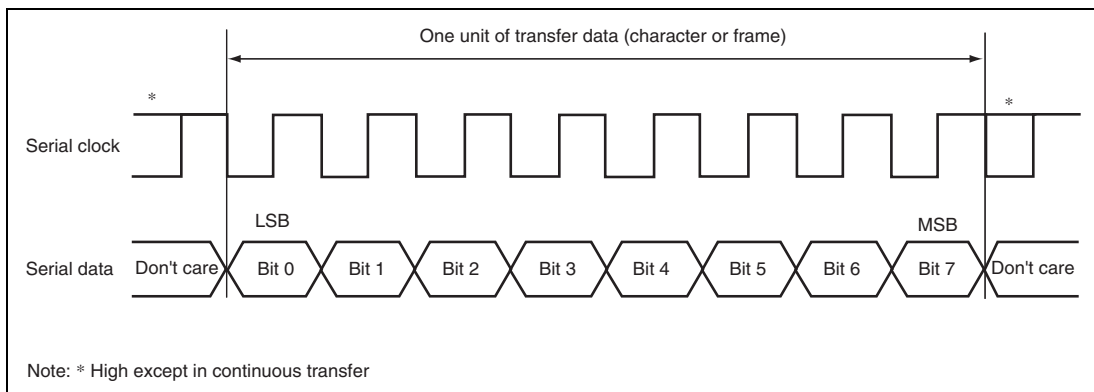 One unit of transfer data (character or frame)
* *
Serial clock
LSB MSB
Serial data Don't care Bit 0 Bit 1 Bit 2 Bit 3 Bit 4 Bit 5 Bit 6 Bit 7 Don't care
Note: * High except in continuous transfer